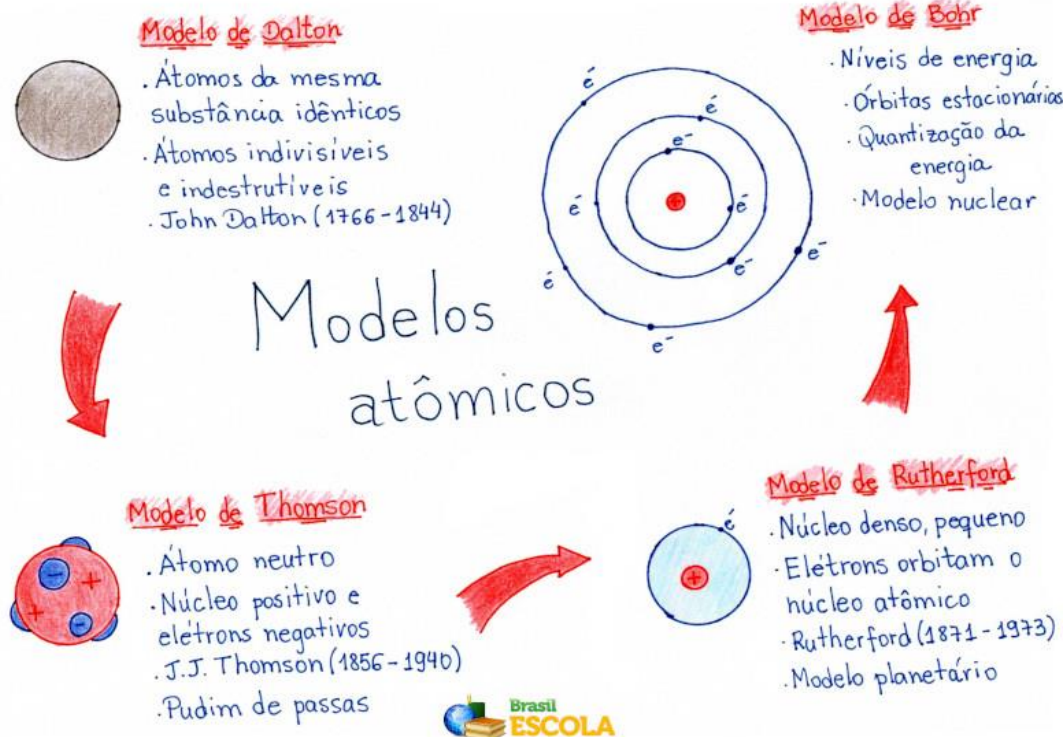 Modelo de Dalton
. Átomos da mesma
substância idênticos
. Átomos indivisíveis
e indestrutíveis
. John Dalton (1766-1844)
Modelos
atômicos
Modelo de Thomson
. Átomo neutro
. Núcleo positivo e
elétrons negativos
. J.J. Thomson (1856-1940)
. Pudim de passas
- + + -
Modelo de Rutherford
. Núcleo denso, pequeno
. Elétrons orbitam o
núcleo atômico
. Rutherford (1871-1973)
. Modelo planetário
é
+
Modelo de Bohr
. Níveis de energia
. Órbitas estacionárias
. Quantização da
energia
. Modelo nuclear
é
é
e-
é
+
é
e-
e-
é
e-
Brasil
ESCOLA